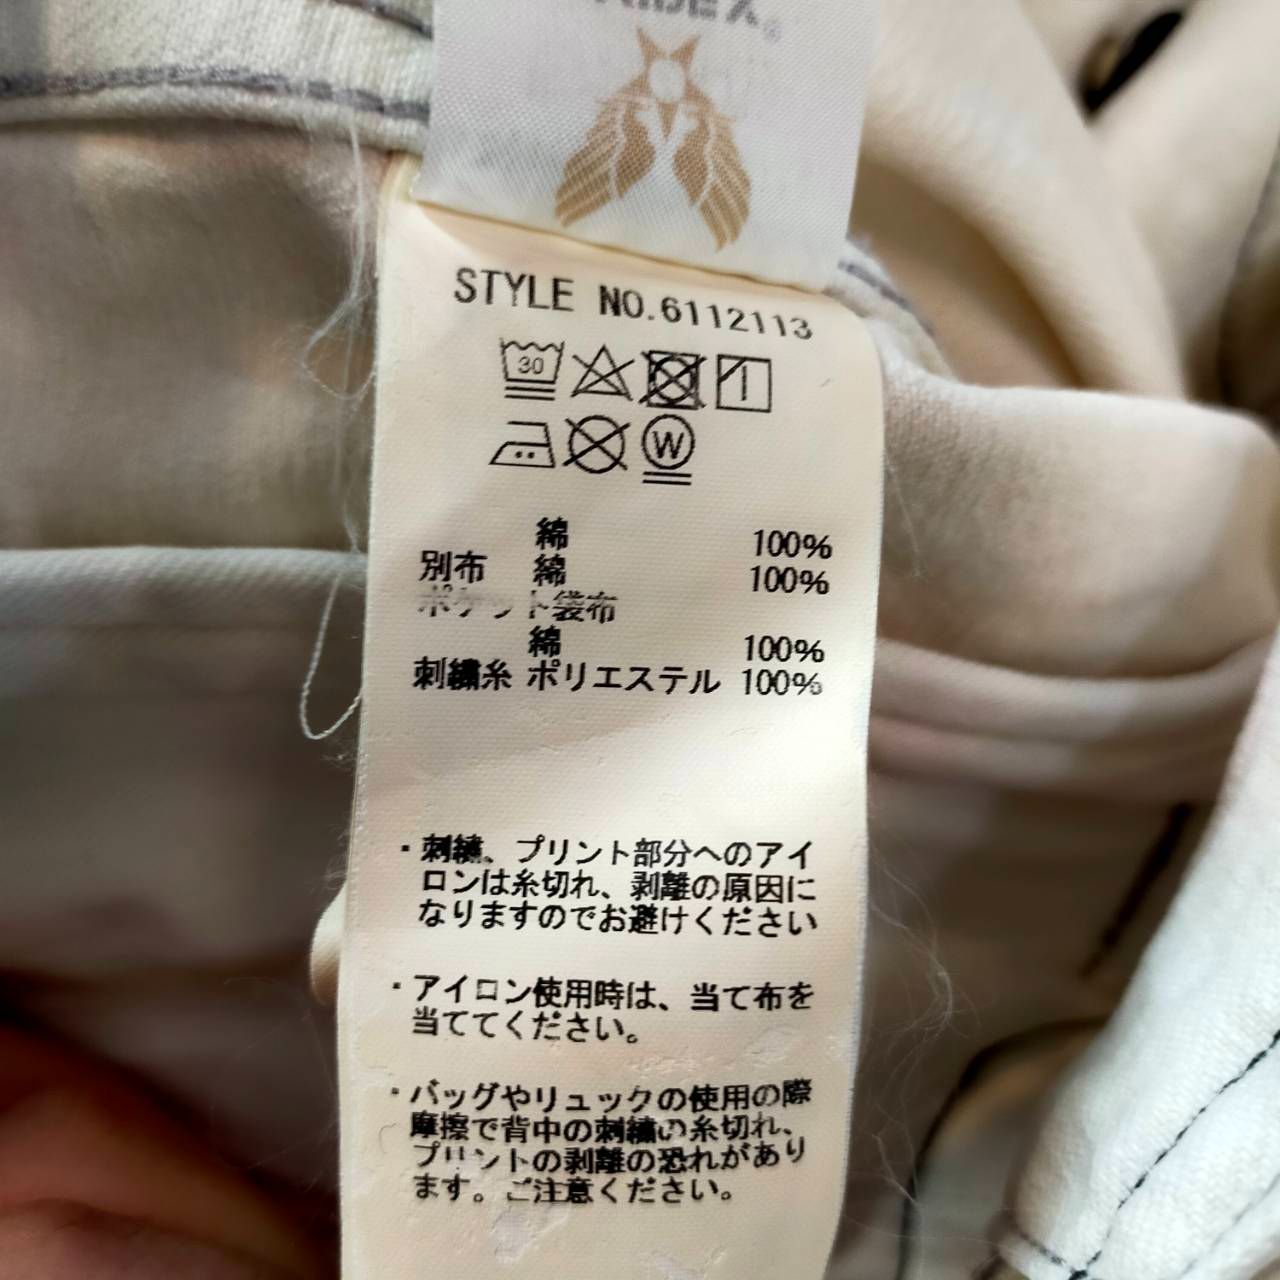 STYLE NO.6112113
30
W
綿 100%
別布 綿 100%
ポケット袋布
綿 100%
刺繍糸 ポリエステル 100%
・刺繍、プリント部分へのアイ
ロンは糸切れ、剥離の原因に
なりますのでお避けください
・アイロン使用時は、当て布を
当ててください。
・バッグやリュックの使用の際
摩擦で背中の刺繍の糸切れ、
プリントの剥離の恐れがあり
ます。ご注意ください。